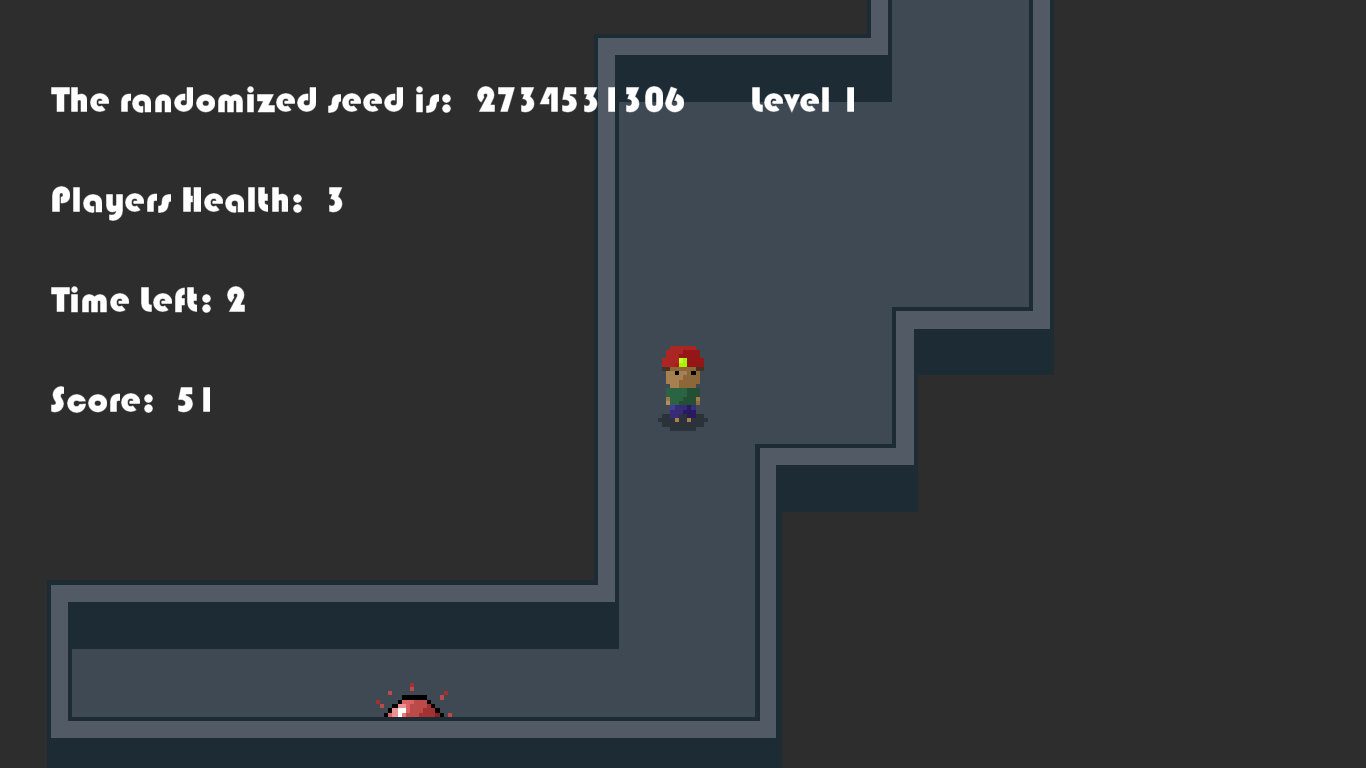 The randomized seed is: 2734531306 Level 1
Players Health: 3
Time Left: 2
Score: 51